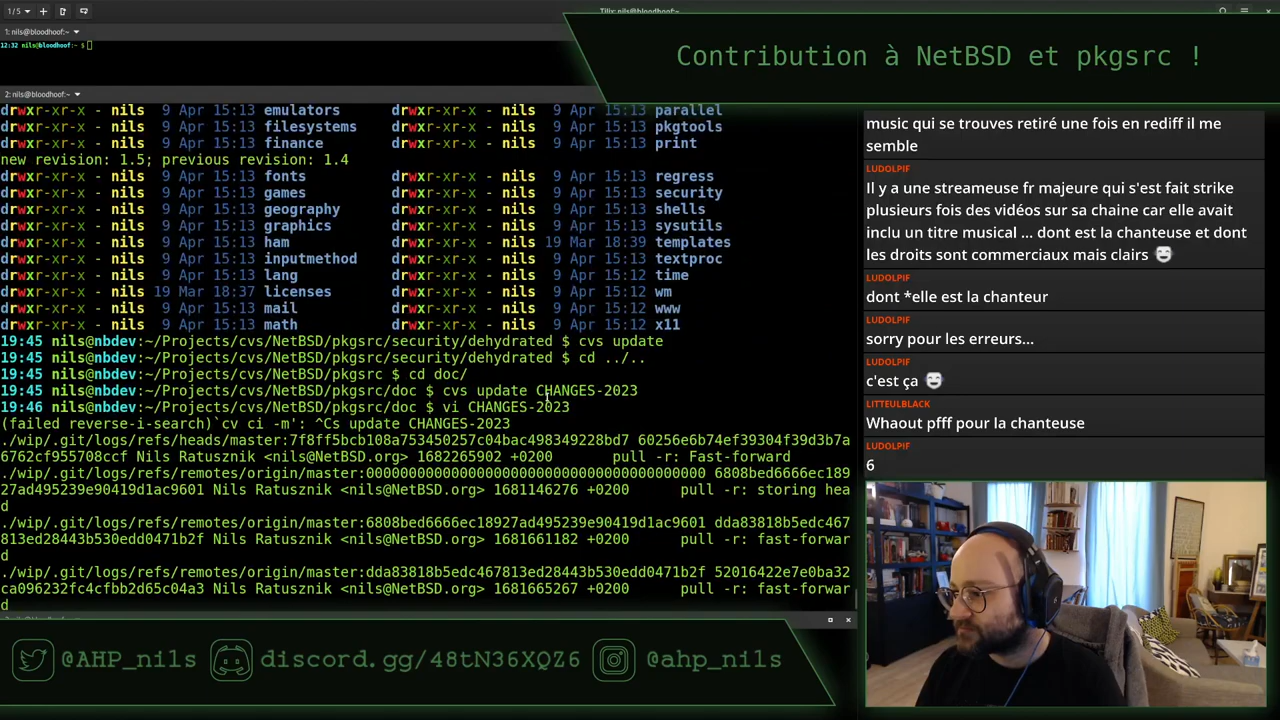 1/5
Tilix: nils@bloodhoof:~
1: nils@bloodhoof:~
12:32 nils@bloodhoof:~ $
Contribution à NetBSD et pkgsrc !
2: nils@bloodhoof:~
drwxr-xr-x - nils 9 Apr 15:13 emulators drwxr-xr-x - nils 9 Apr 15:13 parallel
drwxr-xr-x - nils 9 Apr 15:13 filesystems drwxr-xr-x - nils 9 Apr 15:13 pkgtools
drwxr-xr-x - nils 9 Apr 15:13 finance drwxr-xr-x - nils 9 Apr 15:13 print
new revision: 1.5; previous revision: 1.4
drwxr-xr-x - nils 9 Apr 15:13 fonts drwxr-xr-x - nils 9 Apr 15:13 regress
drwxr-xr-x - nils 9 Apr 15:13 games drwxr-xr-x - nils 9 Apr 15:13 security
drwxr-xr-x - nils 9 Apr 15:13 geography drwxr-xr-x - nils 9 Apr 15:13 shells
drwxr-xr-x - nils 9 Apr 15:13 graphics drwxr-xr-x - nils 9 Apr 15:13 sysutils
drwxr-xr-x - nils 9 Apr 15:13 ham drwxr-xr-x - nils 19 Mar 18:39 templates
drwxr-xr-x - nils 9 Apr 15:13 inputmethod drwxr-xr-x - nils 9 Apr 15:13 textproc
drwxr-xr-x - nils 9 Apr 15:13 lang drwxr-xr-x - nils 9 Apr 15:12 time
drwxr-xr-x - nils 19 Mar 18:37 licenses drwxr-xr-x - nils 9 Apr 15:12 wm
drwxr-xr-x - nils 9 Apr 15:13 mail drwxr-xr-x - nils 9 Apr 15:12 www
drwxr-xr-x - nils 9 Apr 15:13 math drwxr-xr-x - nils 9 Apr 15:12 x11
19:45 nils@nbdev:~/Projects/cvs/NetBSD/pkgsrc/security/dehydrated $ cvs update
19:45 nils@nbdev:~/Projects/cvs/NetBSD/pkgsrc/security/dehydrated $ cd ../..
19:45 nils@nbdev:~/Projects/cvs/NetBSD/pkgsrc $ cd doc/
19:45 nils@nbdev:~/Projects/cvs/NetBSD/pkgsrc/doc $ cvs update CHANGES-2023
19:46 nils@nbdev:~/Projects/cvs/NetBSD/pkgsrc/doc $ vi CHANGES-2023
(failed reverse-i-search)`cv ci -m': ^Cs update CHANGES-2023
./wip/.git/logs/refs/heads/master:7f8ff5bcb108a753450257c04bac498349228bd7 60256e6b74ef39304f39d3b7a
6762cf955708ccf Nils Ratusznik <nils@NetBSD.org> 1682265902 +0200 pull -r: Fast-forward
./wip/.git/logs/refs/remotes/origin/master:0000000000000000000000000000000000000000 6808bed6666ec189
27ad495239e90419d1ac9601 Nils Ratusznik <nils@NetBSD.org> 1681146276 +0200 pull -r: storing hea
d
./wip/.git/logs/refs/remotes/origin/master:6808bed6666ec18927ad495239e90419d1ac9601 dda83818b5edc467
813ed28443b530edd0471b2f Nils Ratusznik <nils@NetBSD.org> 1681661182 +0200 pull -r: fast-forwar
d
./wip/.git/logs/refs/remotes/origin/master:dda83818b5edc467813ed28443b530edd0471b2f 52016422e7e0ba32
ca096232fc4cfbb2d65c04a3 Nils Ratusznik <nils@NetBSD.org> 1681665267 +0200 pull -r: fast-forwar
d
music qui se trouves retiré une fois en rediff il me
semble
LUDOLPIF
Il y a une streameuse fr majeure qui s'est fait strike
plusieurs fois des vidéos sur sa chaine car elle avait
inclu un titre musical ... dont est la chanteuse et dont
les droits sont commerciaux mais clairs
LUDOLPIF
dont *elle est la chanteur
LUDOLPIF
sorry pour les erreurs...
LUDOLPIF
c'est ça
LITTEULBLACK
Whaout pfff pour la chanteuse
LUDOLPIF
6
@AHP_nils
discord.gg/48tN36XQZ6
@ahp_nils